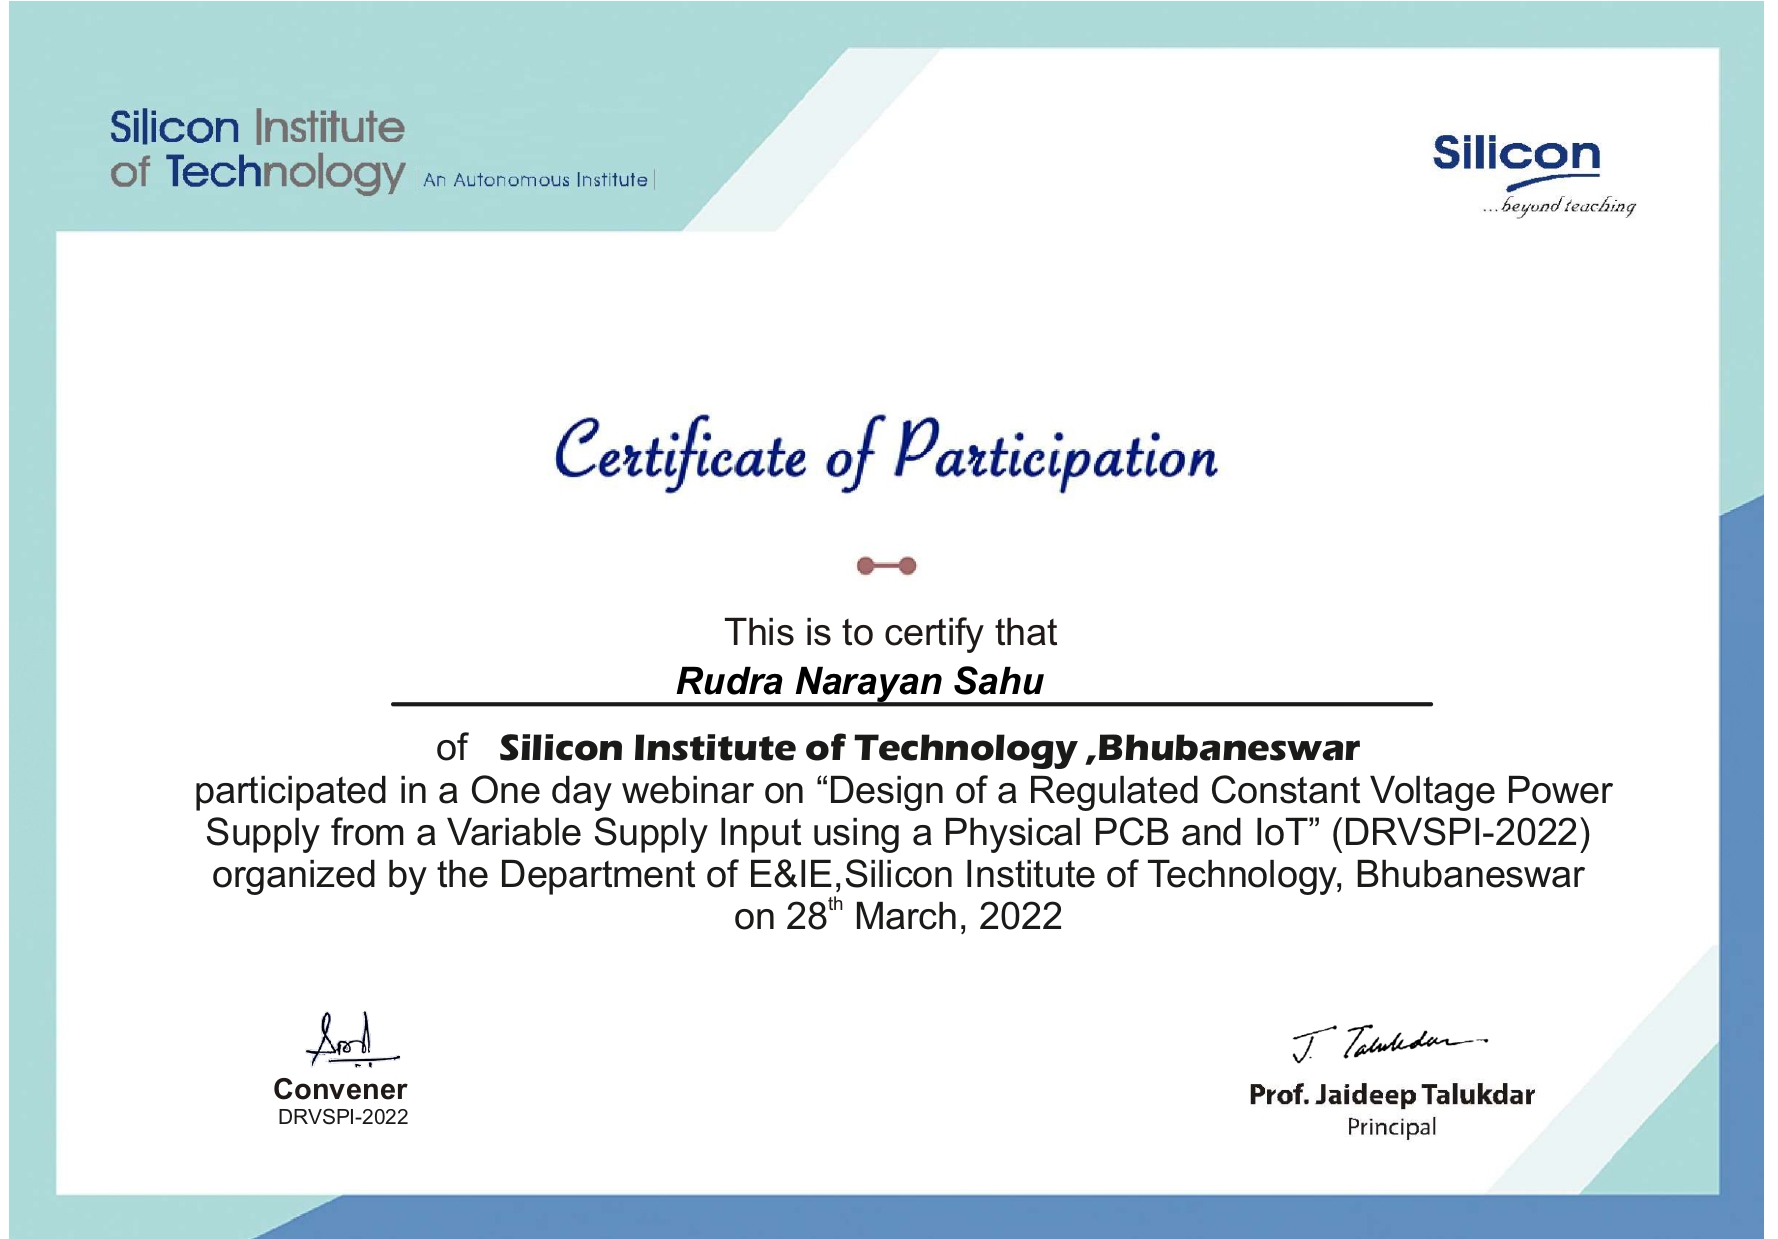 Silicon Institute
of Technology An Autonomous Institute
Silicon
...beyond teaching
Certificate of Participation
This is to certify that
Rudra Narayan Sahu
of Silicon Institute of Technology ,Bhubaneswar
participated in a One day webinar on “Design of a Regulated Constant Voltage Power
Supply from a Variable Supply Input using a Physical PCB and IoT” (DRVSPI-2022)
organized by the Department of E&IE,Silicon Institute of Technology, Bhubaneswar
on 28th March, 2022
J. Talukdar
Convener
DRVSPI-2022
Prof. Jaideep Talukdar
Principal